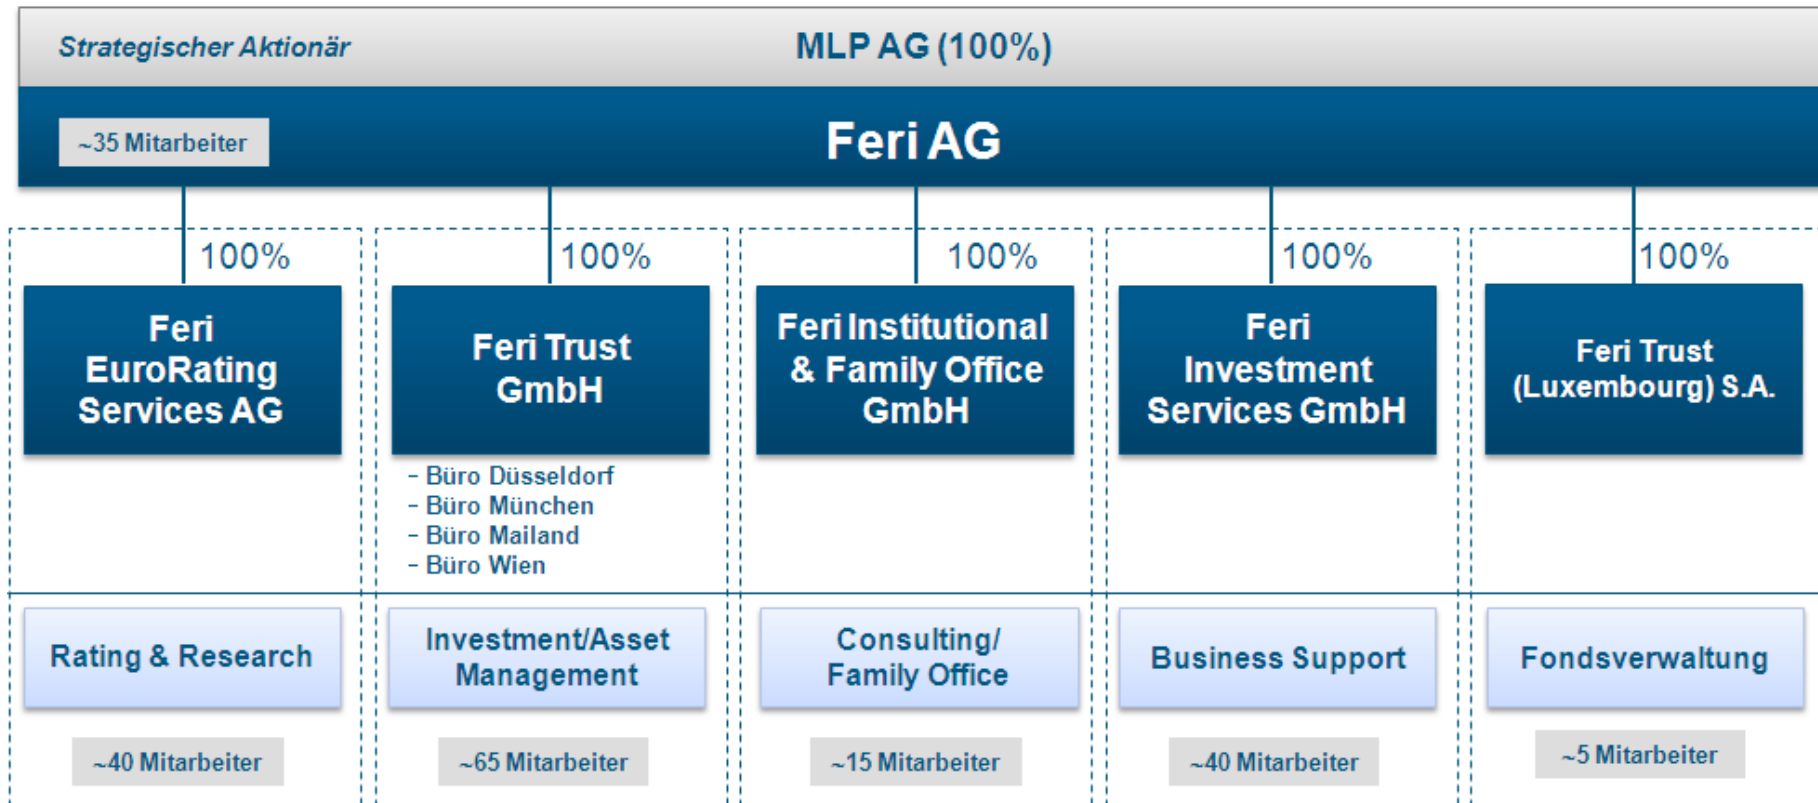 Strategischer Aktionär
MLP AG (100%)
~35 Mitarbeiter
Feri AG
100%
100%
100%
100%
100%
Feri
EuroRating
Services AG
Feri Trust
GmbH
Feri Institutional
& Family Office
GmbH
Feri
Investment
Services GmbH
Feri Trust
(Luxembourg) S.A.
- Büro Düsseldorf
- Büro München
- Büro Mailand
- Büro Wien
Rating & Research
Investment/Asset
Management
Consulting/
Family Office
Business Support
Fondsverwaltung
~40 Mitarbeiter
~65 Mitarbeiter
~15 Mitarbeiter
~40 Mitarbeiter
~5 Mitarbeiter